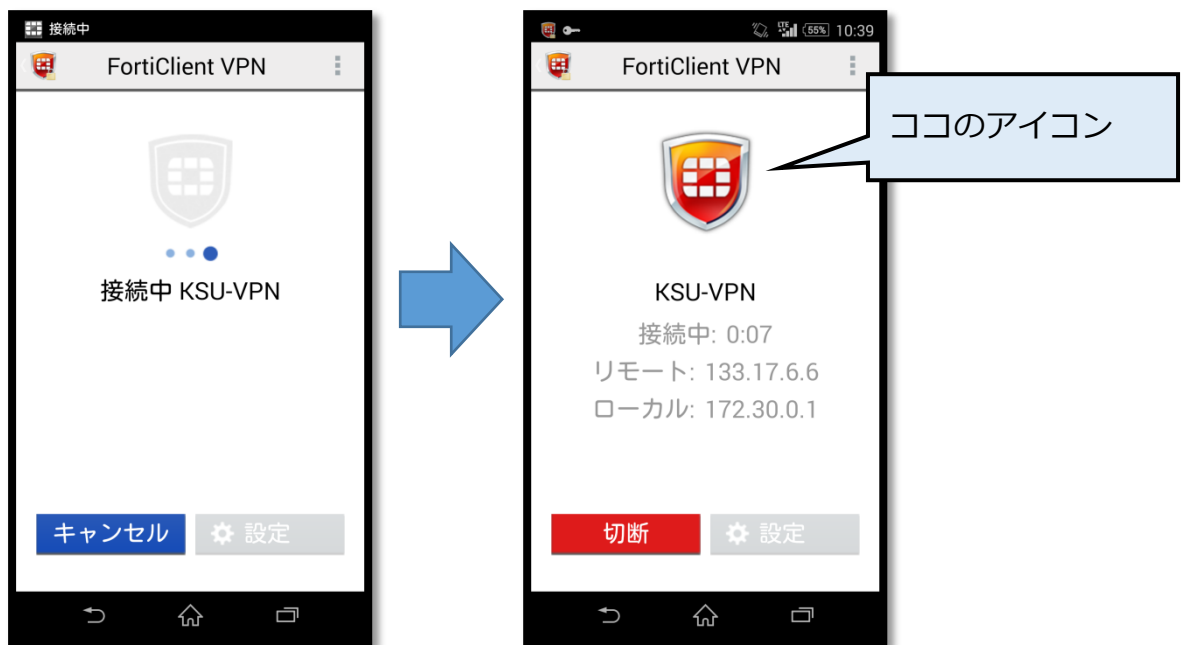 接続中
FortiClient VPN
接続中 KSU-VPN
キャンセル
設定
LTE
55%
10:39
FortiClient VPN
ココのアイコン
KSU-VPN
接続中: 0:07
リモート: 133.17.6.6
ローカル: 172.30.0.1
切断
設定